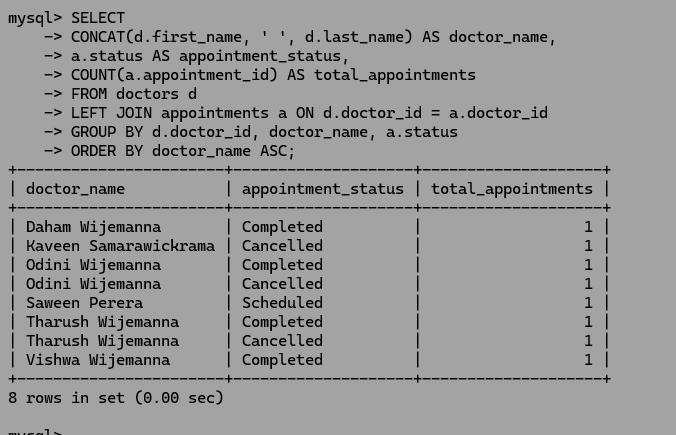 mysql> SELECT
    -> CONCAT(d.first_name, ' ', d.last_name) AS doctor_name,
    -> a.status AS appointment_status,
    -> COUNT(a.appointment_id) AS total_appointments
    -> FROM doctors d
    -> LEFT JOIN appointments a ON d.doctor_id = a.doctor_id
    -> GROUP BY d.doctor_id, doctor_name, a.status
    -> ORDER BY doctor_name ASC;
+-----------------------+--------------------+--------------------+
| doctor_name           | appointment_status | total_appointments |
+-----------------------+--------------------+--------------------+
| Daham Wijemanna       | Completed          |                  1 |
| Kaveen Samarawickrama | Cancelled          |                  1 |
| Odini Wijemanna       | Completed          |                  1 |
| Odini Wijemanna       | Cancelled          |                  1 |
| Saween Perera         | Scheduled          |                  1 |
| Tharush Wijemanna     | Completed          |                  1 |
| Tharush Wijemanna     | Cancelled          |                  1 |
| Vishwa Wijemanna      | Completed          |                  1 |
+-----------------------+--------------------+--------------------+
8 rows in set (0.00 sec)

mysql>